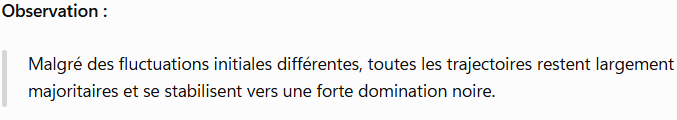 Observation :
Malgré des fluctuations initiales différentes, toutes les trajectoires restent largement
majoritaires et se stabilisent vers une forte domination noire.